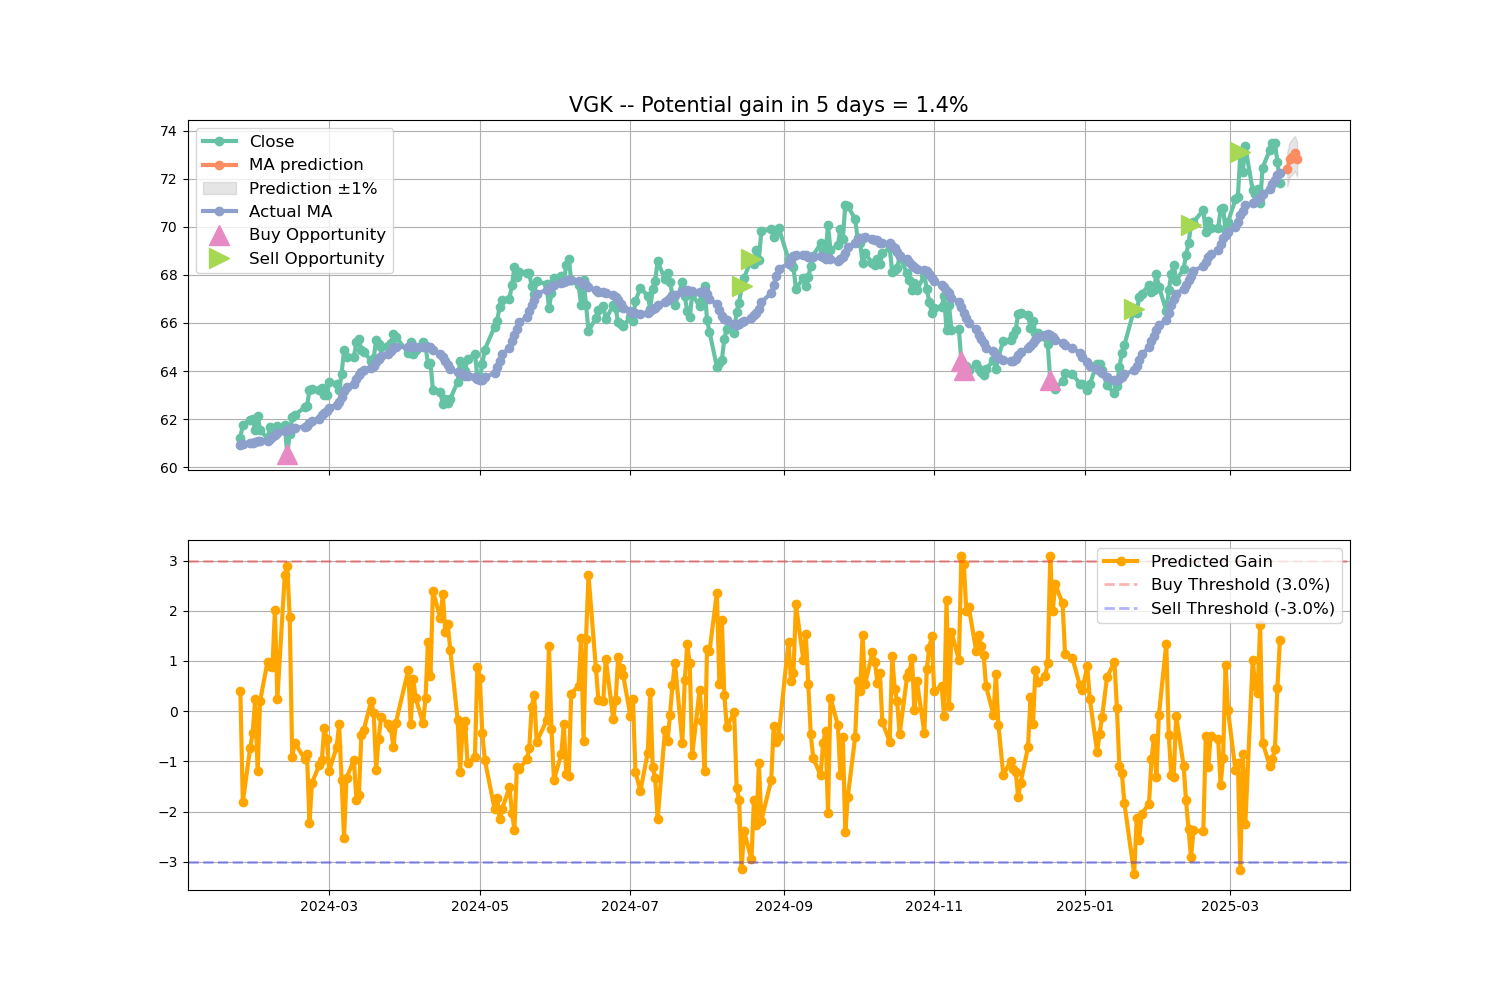 VGK -- Potential gain in 5 days = 1.4%
74
72
70
68
66
64
62
60
Close
MA prediction
Prediction ±1%
Actual MA
Buy Opportunity
Sell Opportunity
3
2
1
0
−1
−2
−3
Predicted Gain
Buy Threshold (3.0%)
Sell Threshold (-3.0%)
2024-03
2024-05
2024-07
2024-09
2024-11
2025-01
2025-03